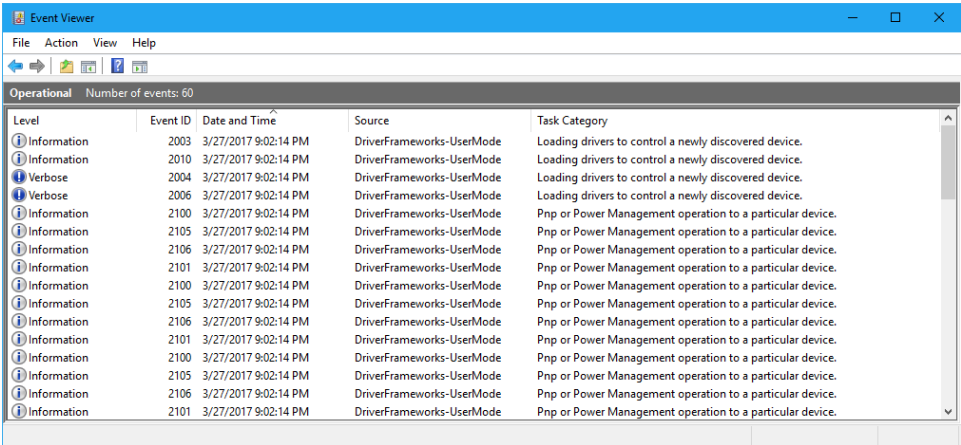 Event Viewer
File Action View Help
Operational Number of events: 60
Level Event ID Date and Time Source Task Category
Information 2003 3/27/2017 9:02:14 PM DriverFrameworks-UserMode Loading drivers to control a newly discovered device.
Information 2010 3/27/2017 9:02:14 PM DriverFrameworks-UserMode Loading drivers to control a newly discovered device.
Verbose 2004 3/27/2017 9:02:14 PM DriverFrameworks-UserMode Loading drivers to control a newly discovered device.
Verbose 2006 3/27/2017 9:02:14 PM DriverFrameworks-UserMode Loading drivers to control a newly discovered device.
Information 2100 3/27/2017 9:02:14 PM DriverFrameworks-UserMode Pnp or Power Management operation to a particular device.
Information 2105 3/27/2017 9:02:14 PM DriverFrameworks-UserMode Pnp or Power Management operation to a particular device.
Information 2106 3/27/2017 9:02:14 PM DriverFrameworks-UserMode Pnp or Power Management operation to a particular device.
Information 2101 3/27/2017 9:02:14 PM DriverFrameworks-UserMode Pnp or Power Management operation to a particular device.
Information 2100 3/27/2017 9:02:14 PM DriverFrameworks-UserMode Pnp or Power Management operation to a particular device.
Information 2105 3/27/2017 9:02:14 PM DriverFrameworks-UserMode Pnp or Power Management operation to a particular device.
Information 2106 3/27/2017 9:02:14 PM DriverFrameworks-UserMode Pnp or Power Management operation to a particular device.
Information 2101 3/27/2017 9:02:14 PM DriverFrameworks-UserMode Pnp or Power Management operation to a particular device.
Information 2100 3/27/2017 9:02:14 PM DriverFrameworks-UserMode Pnp or Power Management operation to a particular device.
Information 2105 3/27/2017 9:02:14 PM DriverFrameworks-UserMode Pnp or Power Management operation to a particular device.
Information 2106 3/27/2017 9:02:14 PM DriverFrameworks-UserMode Pnp or Power Management operation to a particular device.
Information 2101 3/27/2017 9:02:14 PM DriverFrameworks-UserMode Pnp or Power Management operation to a particular device.